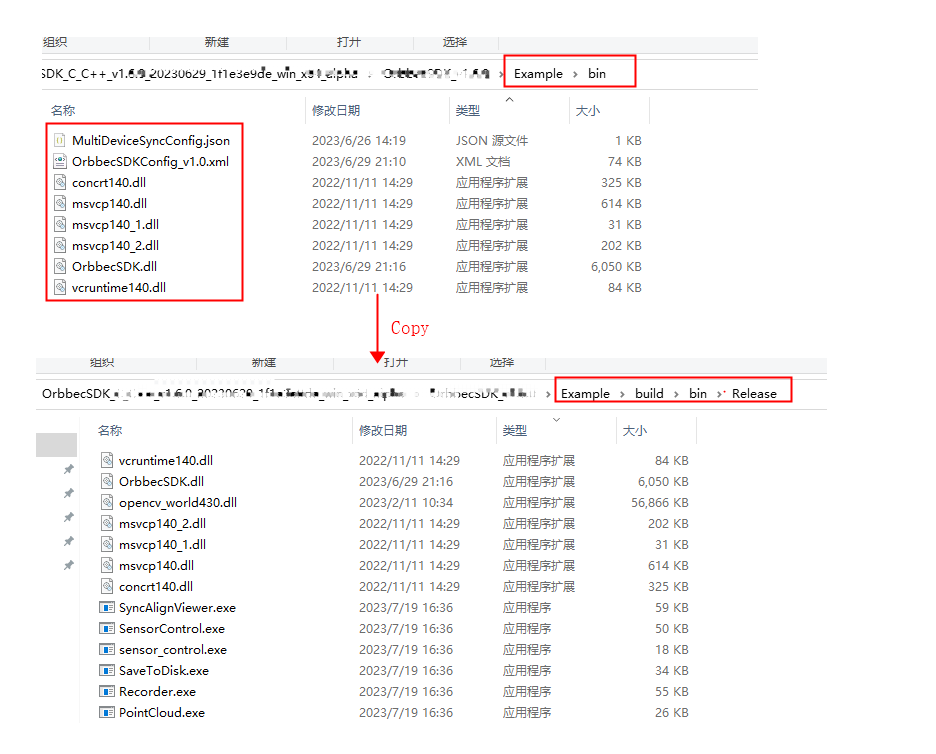 组织 新建 打开 选择
SDK_C_C++_v1.6.0_20230629_1f1e3e9de_win_x64_alpha › › Example › bin
名称 修改日期 类型 大小
MultiDeviceSyncConfig.json 2023/6/26 14:19 JSON 源文件 1 KB
OrbbecSDKConfig_v1.0.xml 2023/6/29 21:10 XML 文档 74 KB
concrt140.dll 2022/11/11 14:29 应用程序扩展 325 KB
msvcp140.dll 2022/11/11 14:29 应用程序扩展 614 KB
msvcp140_1.dll 2022/11/11 14:29 应用程序扩展 31 KB
msvcp140_2.dll 2022/11/11 14:29 应用程序扩展 202 KB
OrbbecSDK.dll 2023/6/29 21:16 应用程序扩展 6,050 KB
vcruntime140.dll 2022/11/11 14:29 应用程序扩展 84 KB
Copy
组织 新建 打开 选择
OrbbecSDK_ › Example › build › bin › Release
名称 修改日期 类型 大小
vcruntime140.dll 2022/11/11 14:29 应用程序扩展 84 KB
OrbbecSDK.dll 2023/6/29 21:16 应用程序扩展 6,050 KB
opencv_world430.dll 2023/2/11 10:34 应用程序扩展 56,866 KB
msvcp140_2.dll 2022/11/11 14:29 应用程序扩展 202 KB
msvcp140_1.dll 2022/11/11 14:29 应用程序扩展 31 KB
msvcp140.dll 2022/11/11 14:29 应用程序扩展 614 KB
concrt140.dll 2022/11/11 14:29 应用程序扩展 325 KB
SyncAlignViewer.exe 2023/7/19 16:36 应用程序 59 KB
SensorControl.exe 2023/7/19 16:36 应用程序 50 KB
sensor_control.exe 2023/7/19 16:36 应用程序 18 KB
SaveToDisk.exe 2023/7/19 16:36 应用程序 34 KB
Recorder.exe 2023/7/19 16:36 应用程序 55 KB
PointCloud.exe 2023/7/19 16:36 应用程序 26 KB